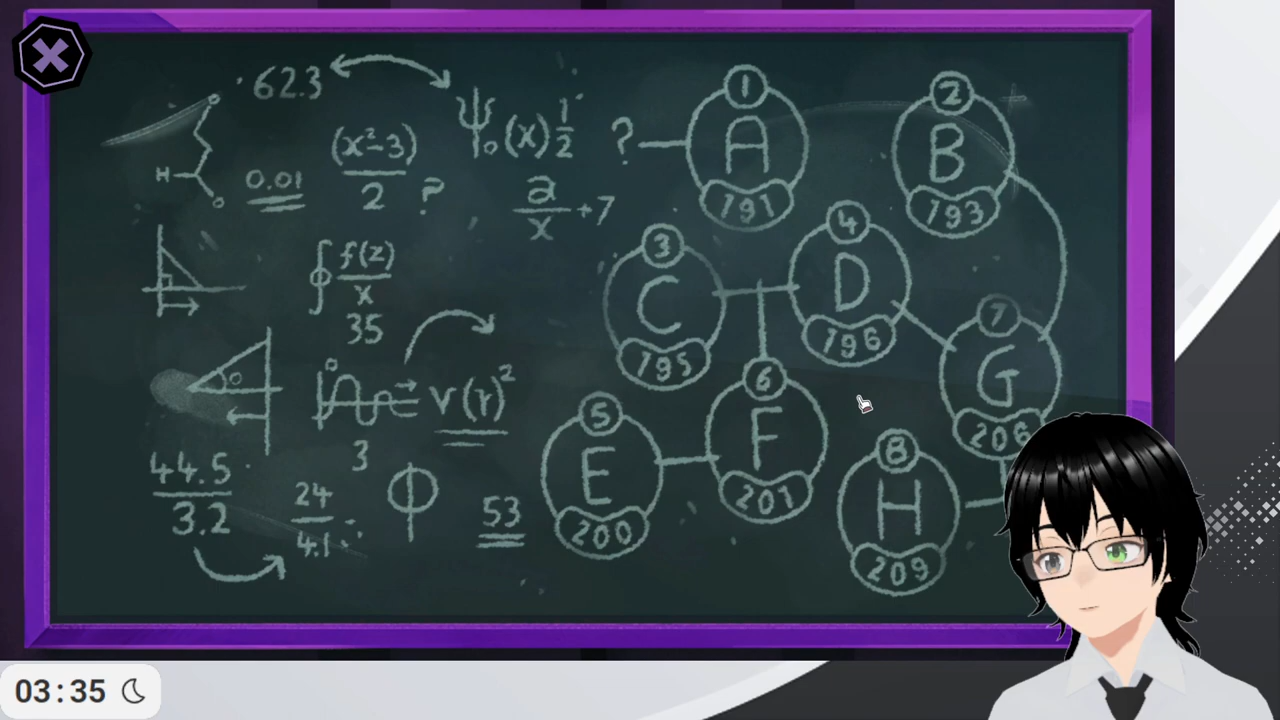 .62.3
ψ₀(x) 1/2
(x²-3)
2 ?
0.01
H
o
o
a
x +7
∮ f(z)
x
35
o
v(r)²
o
3
44.5
3.2
24
4.1
Φ
53
?
1
A
191
2
B
193
3
C
195
4
D
196
5
E
200
6
F
201
7
G
206
8
H
209
03:35